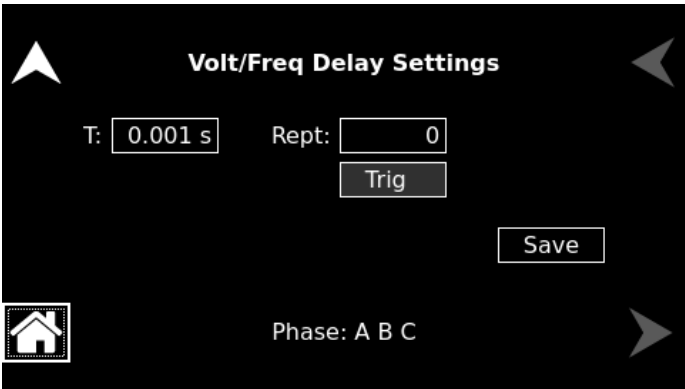 Volt/Freq Delay Settings
T: 0.001 s Rept: 0
Trig
Save
Phase: A B C